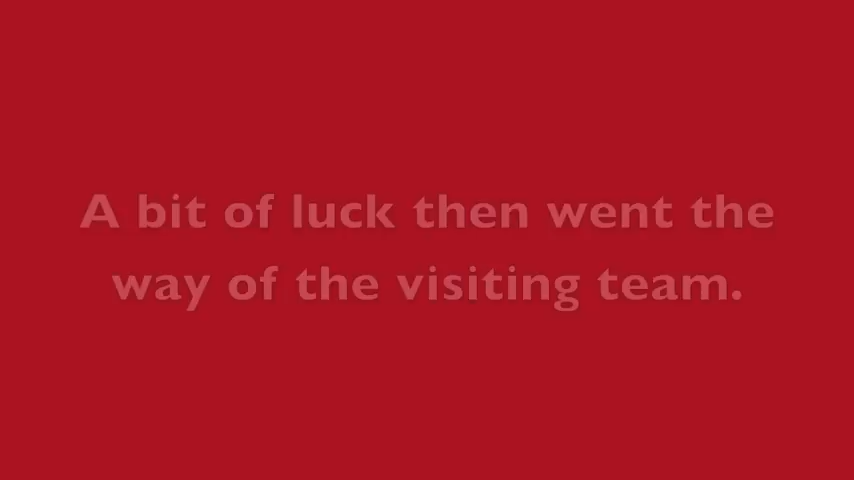 A bit of luck then went the
way of the visiting team.